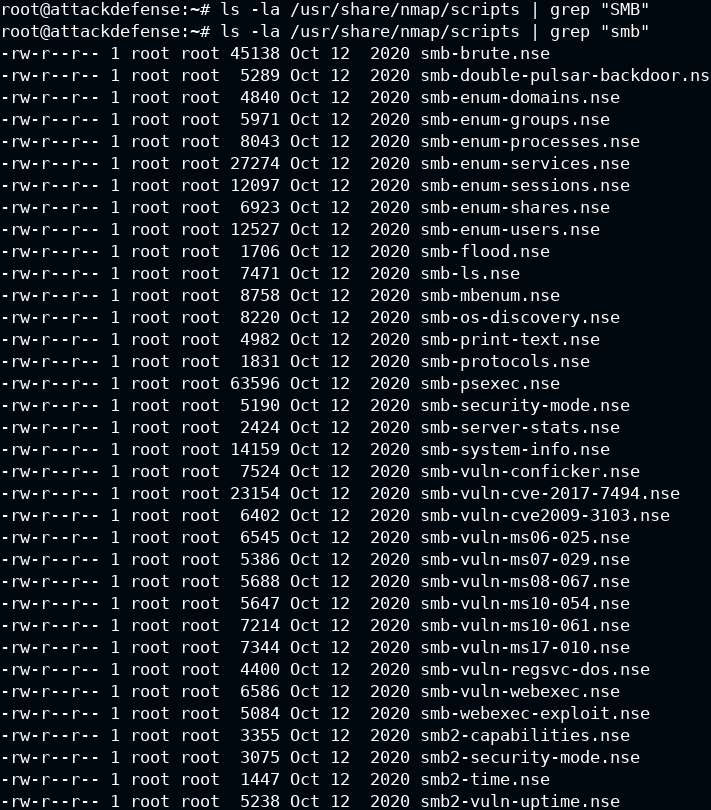 root@attackdefense:~# ls -la /usr/share/nmap/scripts | grep "SMB"
root@attackdefense:~# ls -la /usr/share/nmap/scripts | grep "smb"
-rw-r--r-- 1 root root 45138 Oct 12  2020 smb-brute.nse
-rw-r--r-- 1 root root  5289 Oct 12  2020 smb-double-pulsar-backdoor.ns
-rw-r--r-- 1 root root  4840 Oct 12  2020 smb-enum-domains.nse
-rw-r--r-- 1 root root  5971 Oct 12  2020 smb-enum-groups.nse
-rw-r--r-- 1 root root  8043 Oct 12  2020 smb-enum-processes.nse
-rw-r--r-- 1 root root 27274 Oct 12  2020 smb-enum-services.nse
-rw-r--r-- 1 root root 12097 Oct 12  2020 smb-enum-sessions.nse
-rw-r--r-- 1 root root  6923 Oct 12  2020 smb-enum-shares.nse
-rw-r--r-- 1 root root 12527 Oct 12  2020 smb-enum-users.nse
-rw-r--r-- 1 root root  1706 Oct 12  2020 smb-flood.nse
-rw-r--r-- 1 root root  7471 Oct 12  2020 smb-ls.nse
-rw-r--r-- 1 root root  8758 Oct 12  2020 smb-mbenum.nse
-rw-r--r-- 1 root root  8220 Oct 12  2020 smb-os-discovery.nse
-rw-r--r-- 1 root root  4982 Oct 12  2020 smb-print-text.nse
-rw-r--r-- 1 root root  1831 Oct 12  2020 smb-protocols.nse
-rw-r--r-- 1 root root 63596 Oct 12  2020 smb-psexec.nse
-rw-r--r-- 1 root root  5190 Oct 12  2020 smb-security-mode.nse
-rw-r--r-- 1 root root  2424 Oct 12  2020 smb-server-stats.nse
-rw-r--r-- 1 root root 14159 Oct 12  2020 smb-system-info.nse
-rw-r--r-- 1 root root  7524 Oct 12  2020 smb-vuln-conficker.nse
-rw-r--r-- 1 root root 23154 Oct 12  2020 smb-vuln-cve-2017-7494.nse
-rw-r--r-- 1 root root  6402 Oct 12  2020 smb-vuln-cve2009-3103.nse
-rw-r--r-- 1 root root  6545 Oct 12  2020 smb-vuln-ms06-025.nse
-rw-r--r-- 1 root root  5386 Oct 12  2020 smb-vuln-ms07-029.nse
-rw-r--r-- 1 root root  5688 Oct 12  2020 smb-vuln-ms08-067.nse
-rw-r--r-- 1 root root  5647 Oct 12  2020 smb-vuln-ms10-054.nse
-rw-r--r-- 1 root root  7214 Oct 12  2020 smb-vuln-ms10-061.nse
-rw-r--r-- 1 root root  7344 Oct 12  2020 smb-vuln-ms17-010.nse
-rw-r--r-- 1 root root  4400 Oct 12  2020 smb-vuln-regsvc-dos.nse
-rw-r--r-- 1 root root  6586 Oct 12  2020 smb-vuln-webexec.nse
-rw-r--r-- 1 root root  5084 Oct 12  2020 smb-webexec-exploit.nse
-rw-r--r-- 1 root root  3355 Oct 12  2020 smb2-capabilities.nse
-rw-r--r-- 1 root root  3075 Oct 12  2020 smb2-security-mode.nse
-rw-r--r-- 1 root root  1447 Oct 12  2020 smb2-time.nse
-rw-r--r-- 1 root root  5238 Oct 12  2020 smb2-vuln-uptime.nse